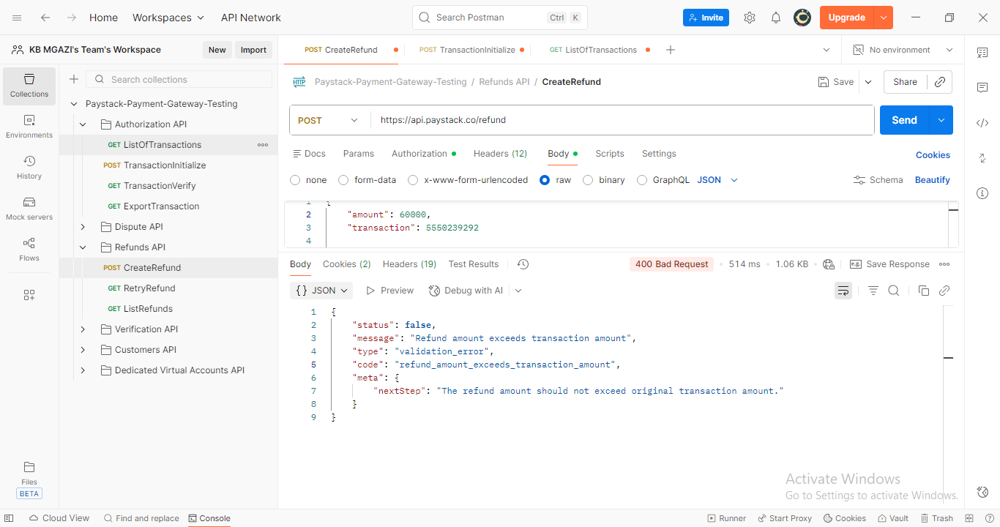 Home Workspaces API Network Search Postman Ctrl K Invite Upgrade
KB MGAZI's Team's Workspace New Import
POST CreateRefund POST TransactionInitialize GET ListOfTransactions No environment
Collections
Environments
History
Mock servers
Flows
Files
BETA
Search collections
Paystack-Payment-Gateway-Testing
Authorization API
GET ListOfTransactions
POST TransactionInitialize
GET TransactionVerify
GET ExportTransaction
Dispute API
Refunds API
POST CreateRefund
GET RetryRefund
GET ListRefunds
Verification API
Customers API
Dedicated Virtual Accounts API
HTTP Paystack-Payment-Gateway-Testing / Refunds API / CreateRefund Save Share
POST https://api.paystack.co/refund Send
Docs Params Authorization Headers (12) Body Scripts Settings Cookies
none form-data x-www-form-urlencoded raw binary GraphQL JSON Schema Beautify
1 {
2 "amount": 60000,
3 "transaction": 5550239292
4
Body Cookies (2) Headers (19) Test Results 400 Bad Request 514 ms 1.06 KB e.g. Save Response
{} JSON Preview Debug with AI
1 {
2 "status": false,
3 "message": "Refund amount exceeds transaction amount",
4 "type": "validation_error",
5 "code": "refund_amount_exceeds_transaction_amount",
6 "meta": {
7 "nextStep": "The refund amount should not exceed original transaction amount."
8 }
9 }
Activate Windows
Go to Settings to activate Windows.
Cloud View Find and replace Console Runner Start Proxy Cookies Vault Trash